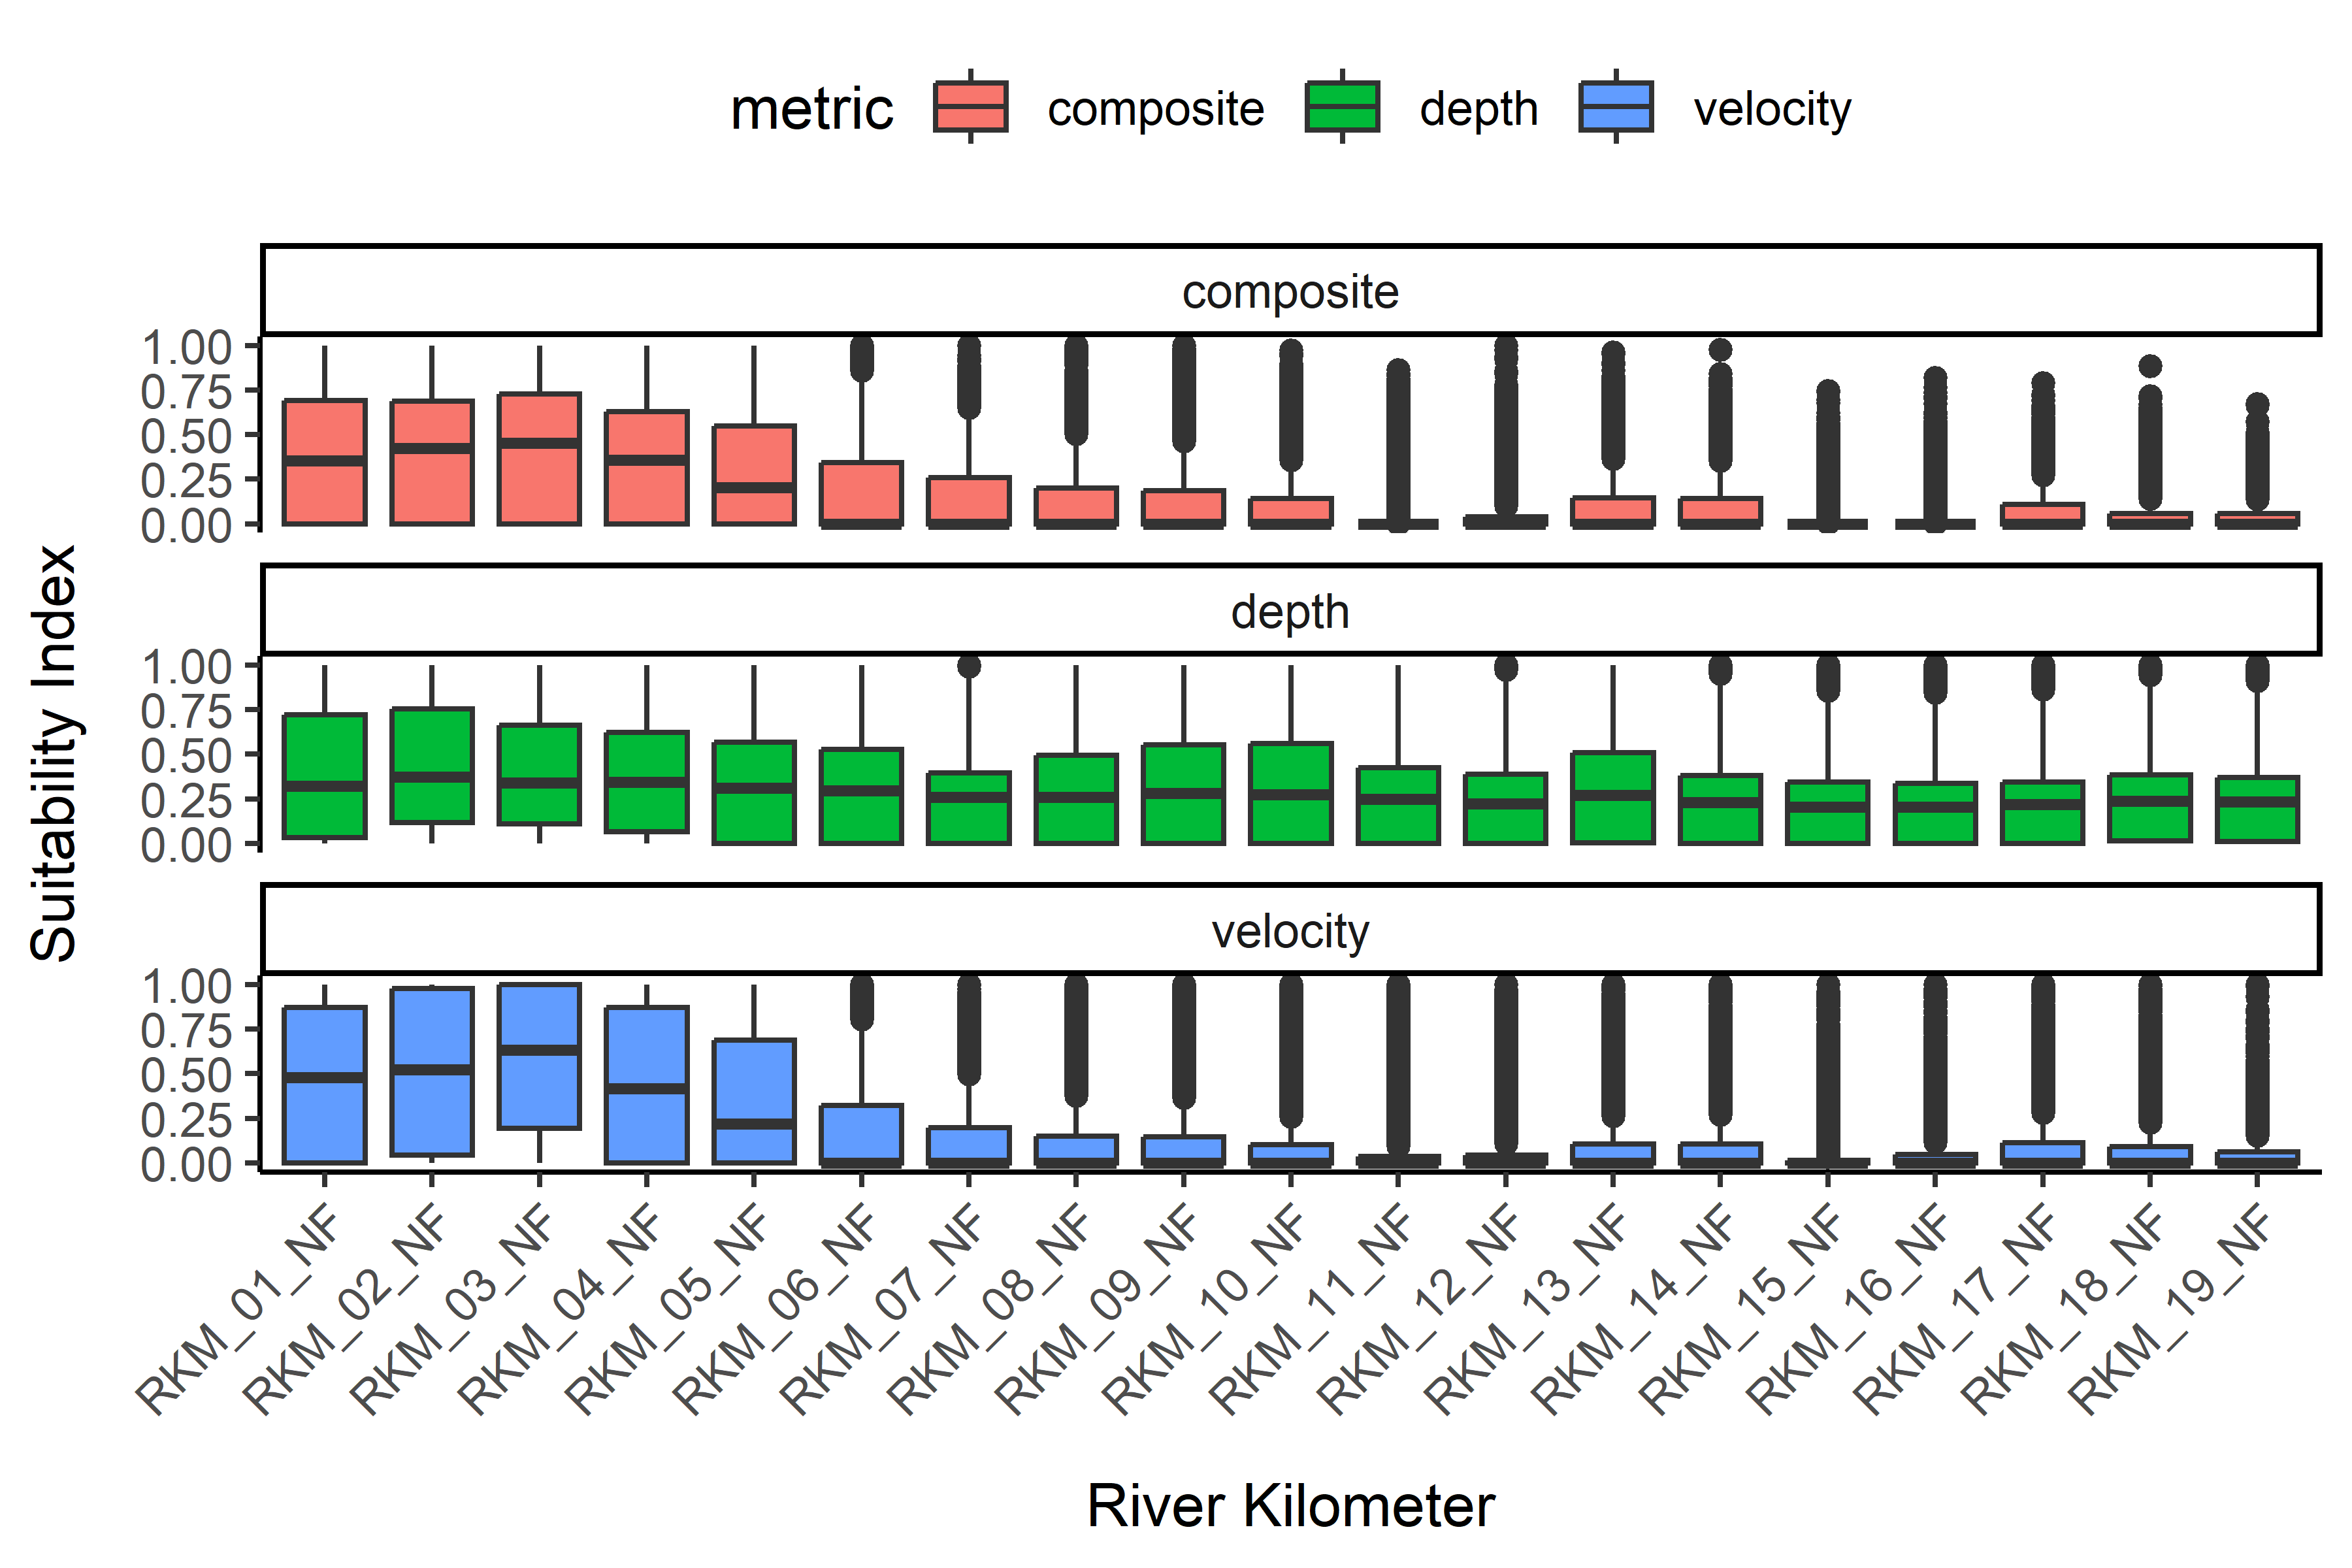 metric composite depth velocity
Suitability Index
composite
1.00
0.75
0.50
0.25
0.00
depth
1.00
0.75
0.50
0.25
0.00
velocity
1.00
0.75
0.50
0.25
0.00
RKM_01_NF
RKM_02_NF
RKM_03_NF
RKM_04_NF
RKM_05_NF
RKM_06_NF
RKM_07_NF
RKM_08_NF
RKM_09_NF
RKM_10_NF
RKM_11_NF
RKM_12_NF
RKM_13_NF
RKM_14_NF
RKM_15_NF
RKM_16_NF
RKM_17_NF
RKM_18_NF
RKM_19_NF
River Kilometer